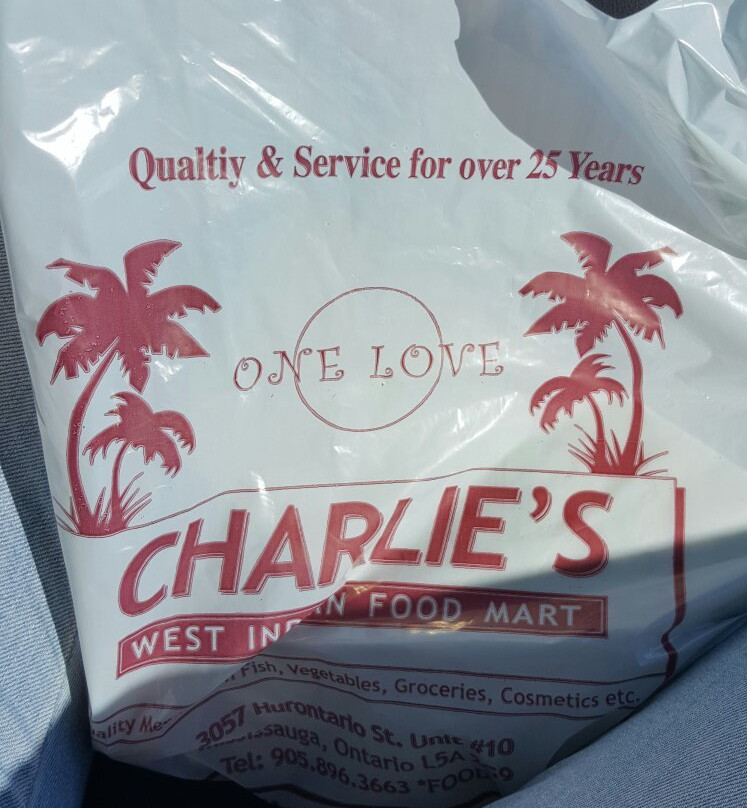 Qualtiy & Service for over 25 Years
ONE LOVE
CHARLIE'S
WEST IN FOOD MART
Fish, Vegetables, Groceries, Cosmetics etc.
3057 Hurontario St. Unit #10
Ontario L5A
Tel: 905.896.3663